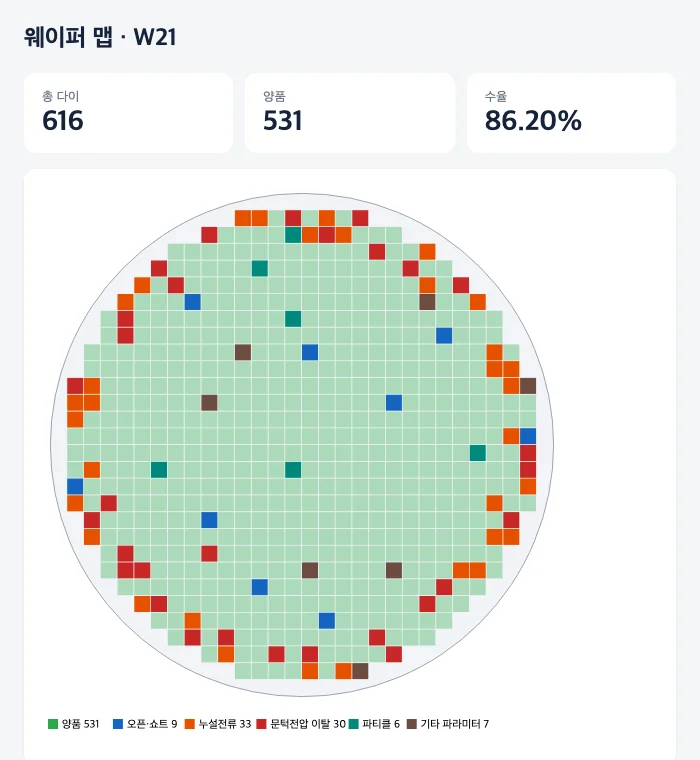 웨이퍼 맵 · W21
총 다이
616
양품
531
수율
86.20%
양품 531
오픈·쇼트 9
누설전류 33
문턱전압 이탈 30
파티클 6
기타 파라미터 7